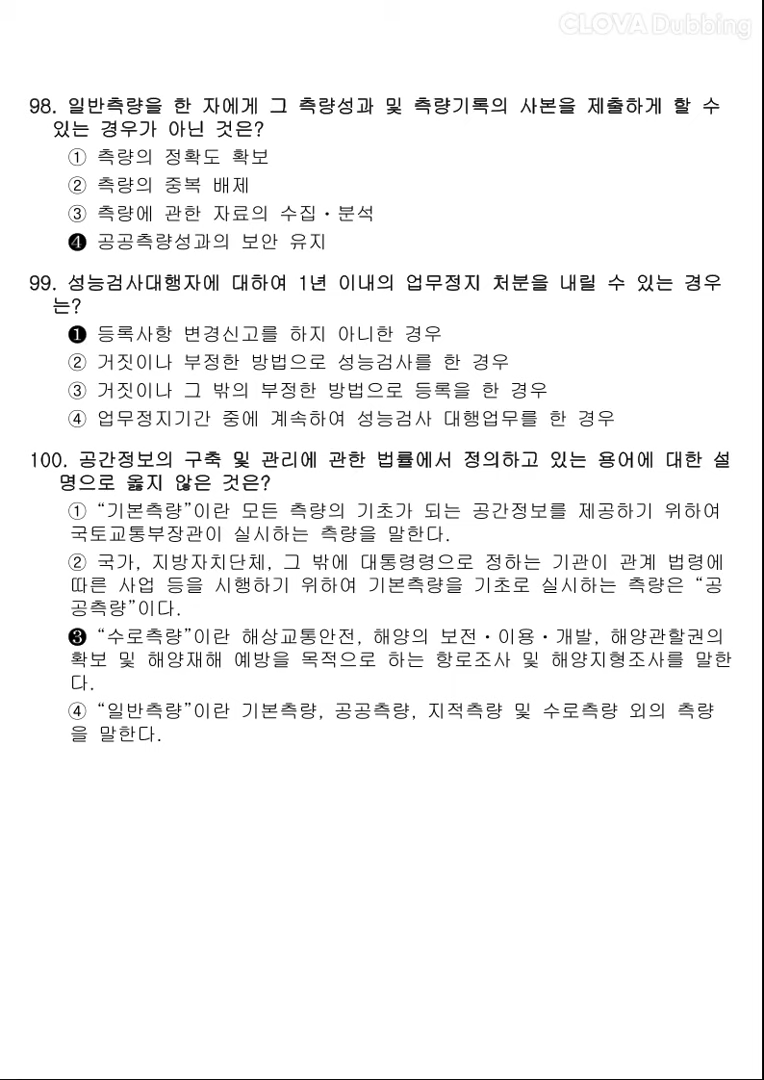 CLOVA Dubbing
98. 일반측량을 한 자에게 그 측량성과 및 측량기록의 사본을 제출하게 할 수
있는 경우가 아닌 것은?
① 측량의 정확도 확보
② 측량의 중복 배제
③ 측량에 관한 자료의 수집·분석
❹ 공공측량성과의 보안 유지
99. 성능검사대행자에 대하여 1년 이내의 업무정지 처분을 내릴 수 있는 경우
는?
❶ 등록사항 변경신고를 하지 아니한 경우
② 거짓이나 부정한 방법으로 성능검사를 한 경우
③ 거짓이나 그 밖의 부정한 방법으로 등록을 한 경우
④ 업무정지기간 중에 계속하여 성능검사 대행업무를 한 경우
100. 공간정보의 구축 및 관리에 관한 법률에서 정의하고 있는 용어에 대한 설
명으로 옳지 않은 것은?
① “기본측량”이란 모든 측량의 기초가 되는 공간정보를 제공하기 위하여
국토교통부장관이 실시하는 측량을 말한다.
② 국가, 지방자치단체, 그 밖에 대통령령으로 정하는 기관이 관계 법령에
따른 사업 등을 시행하기 위하여 기본측량을 기초로 실시하는 측량은 “공
공측량”이다.
❸ “수로측량”이란 해상교통안전, 해양의 보전·이용·개발, 해양관할권의
확보 및 해양재해 예방을 목적으로 하는 항로조사 및 해양지형조사를 말한
다.
④ “일반측량”이란 기본측량, 공공측량, 지적측량 및 수로측량 외의 측량
을 말한다.